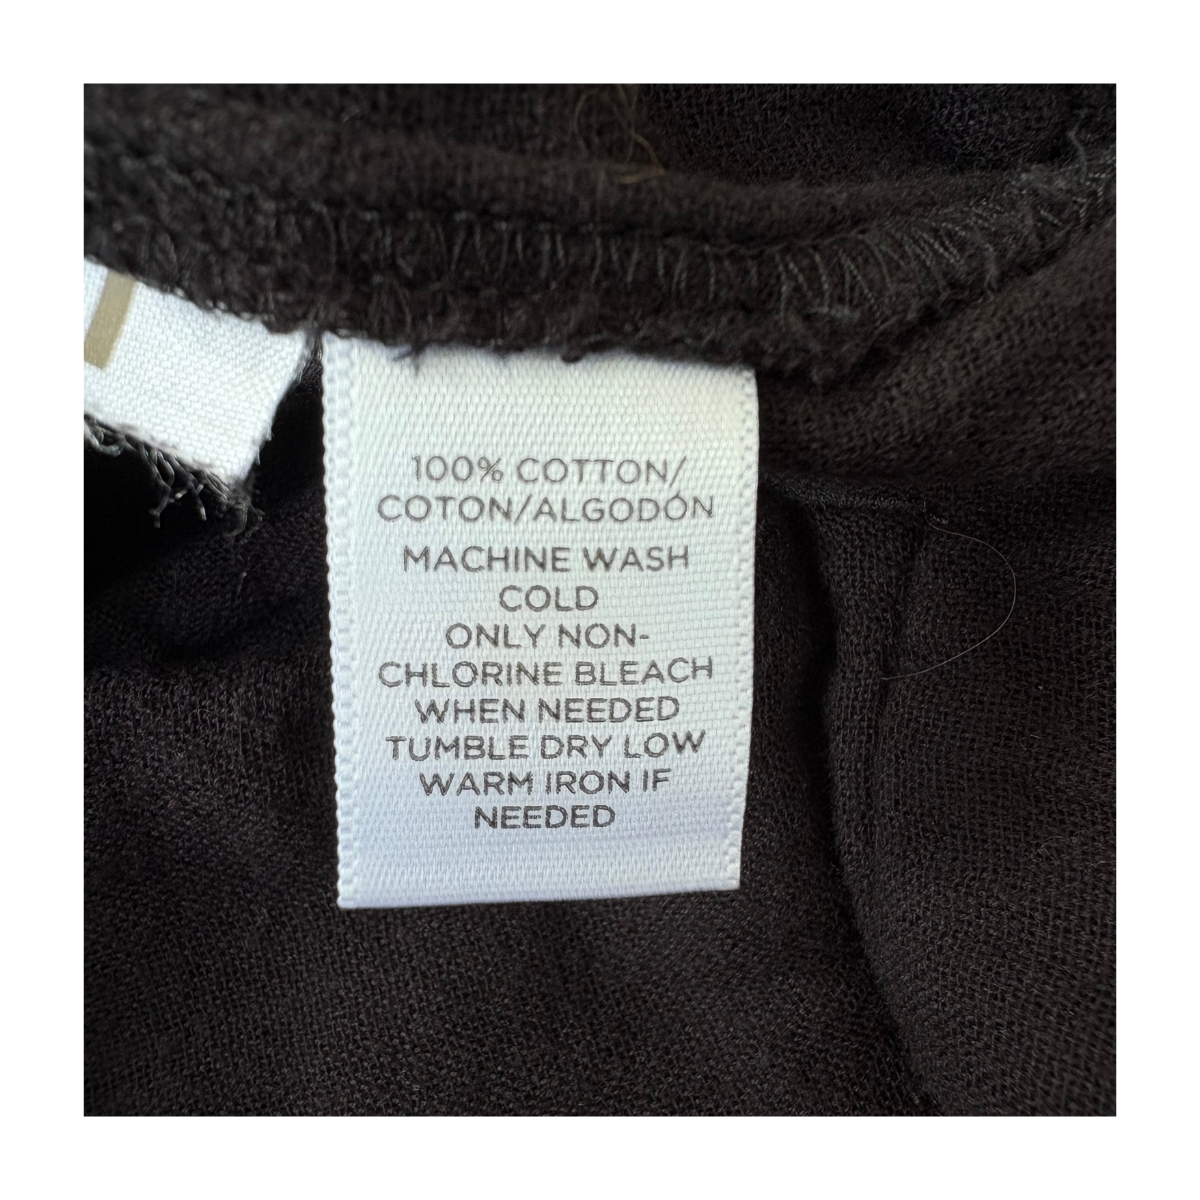 100% COTTON/
COTON/ALGODÓN
MACHINE WASH
COLD
ONLY NON-
CHLORINE BLEACH
WHEN NEEDED
TUMBLE DRY LOW
WARM IRON IF
NEEDED